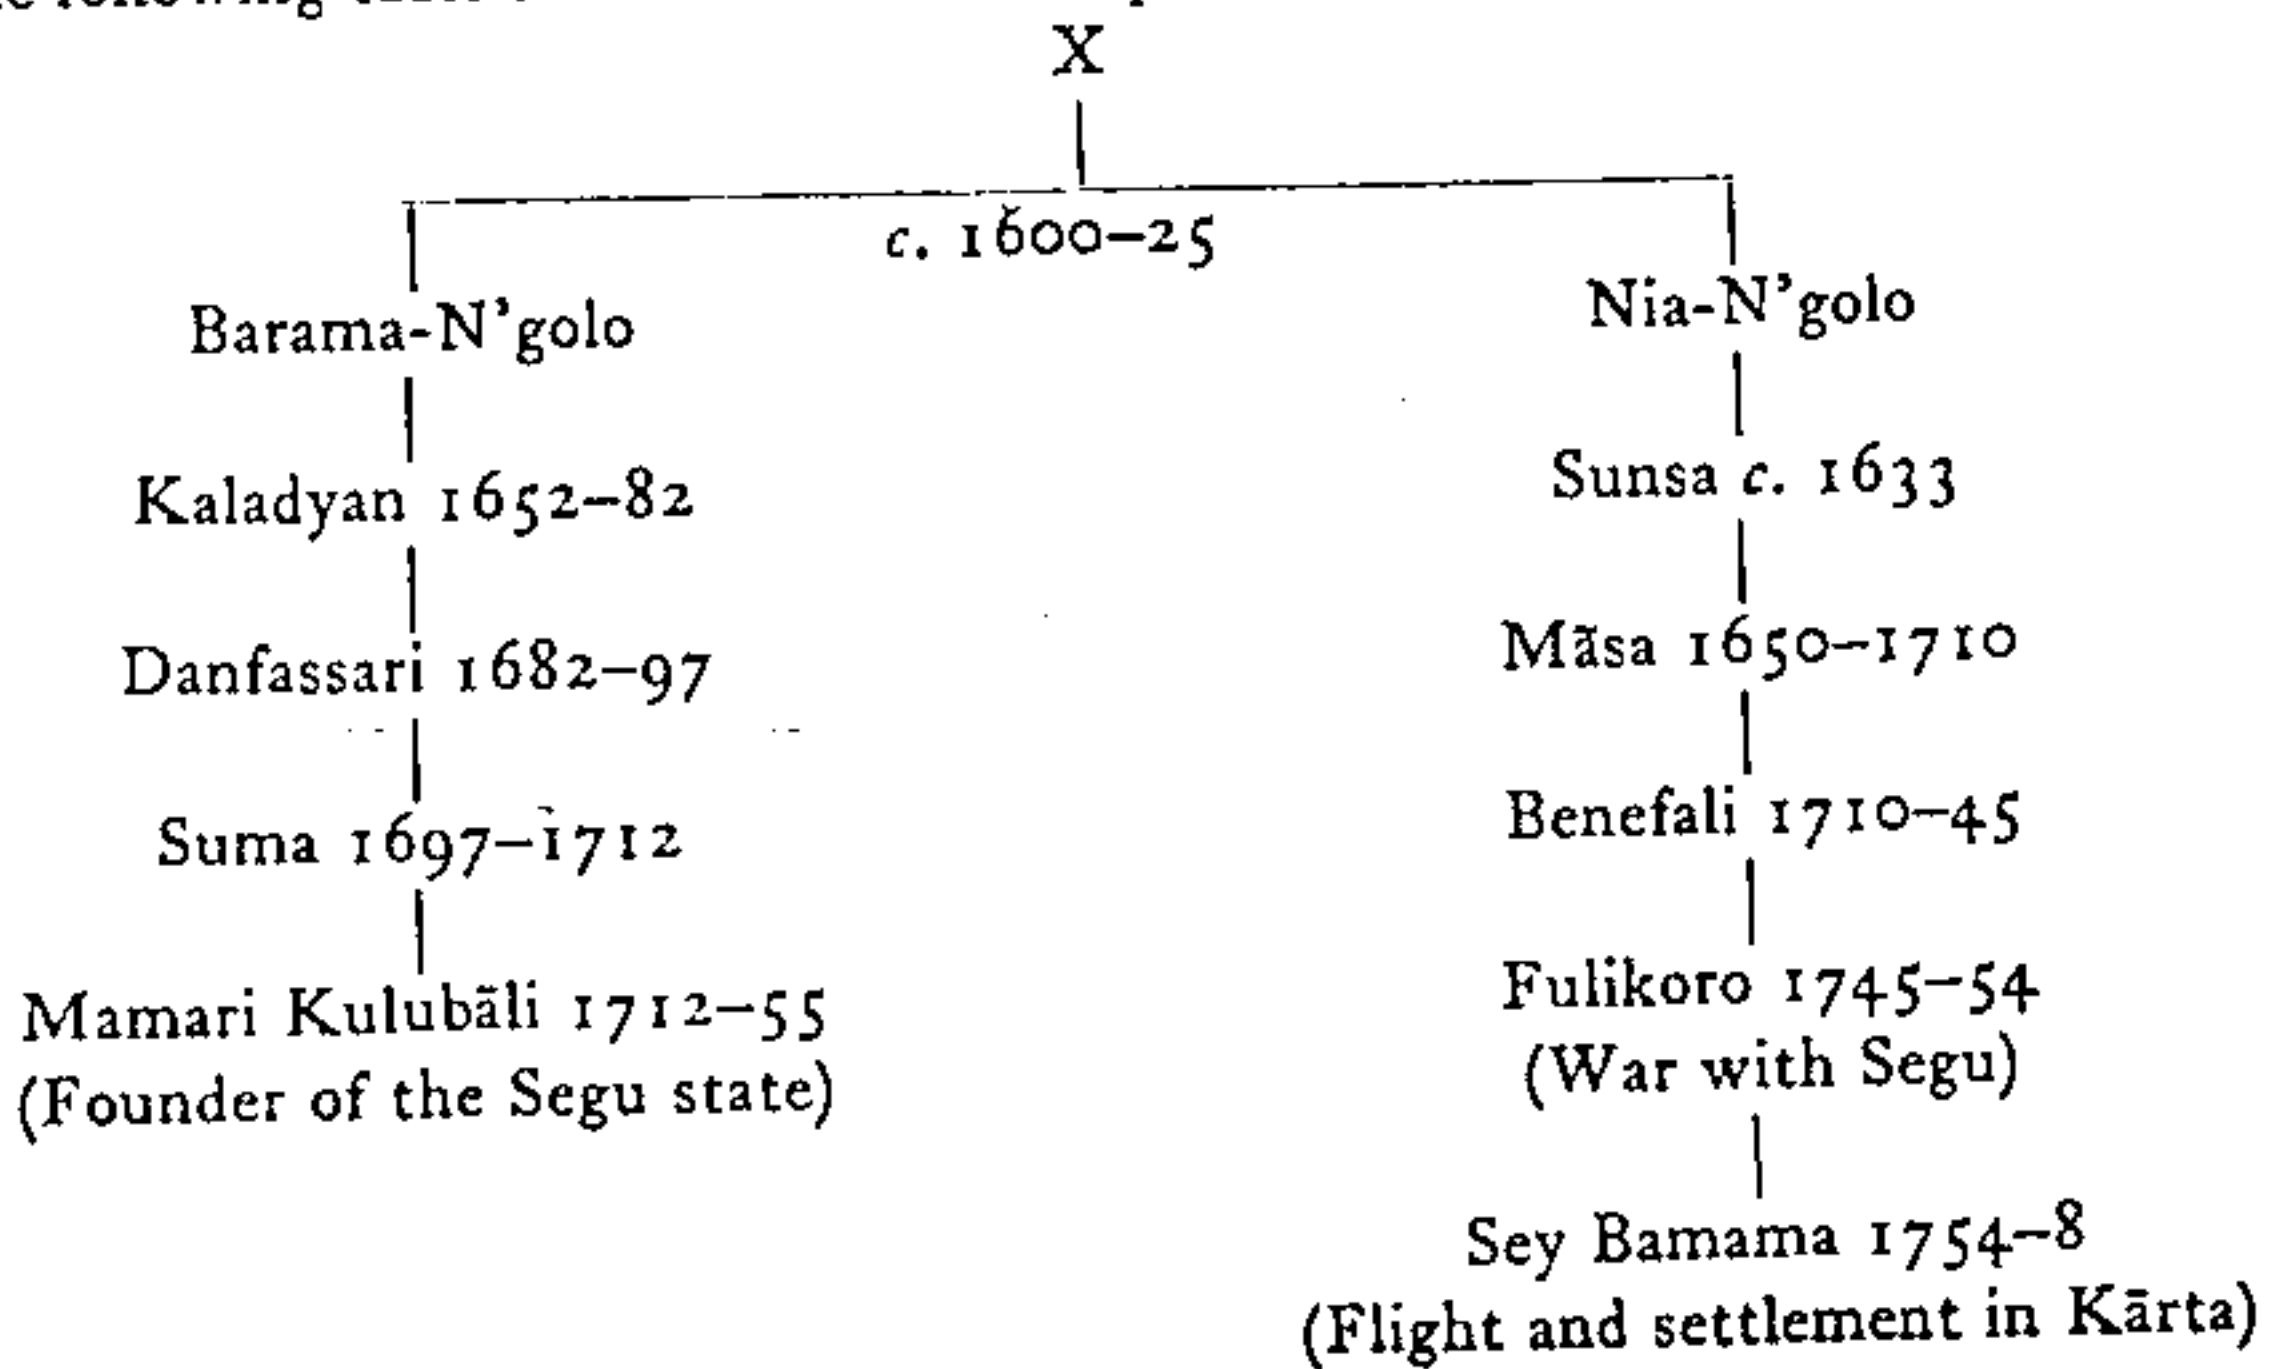 following
X
c. 1600–25
Barama-N’golo
Kaladyan 1652–82
Danfassari 1682–97
Suma 1697–1712
Mamari Kulubāli 1712–55
(Founder of the Segu state)
Nia-N’golo
Sunsa c. 1633
Māsa 1650–1710
Benefali 1710–45
Fulikoro 1745–54
(War with Segu)
Sey Bamama 1754–8
(Flight and settlement in Kārta)